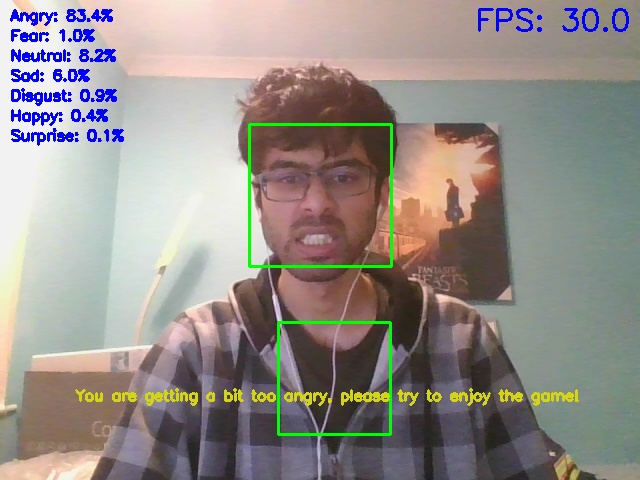 Angry: 83.4%
Fear: 1.0%
Neutral: 8.2%
Sad: 6.0%
Disgust: 0.9%
Happy: 0.4%
Surprise: 0.1%
FPS: 30.0
FANTASTIC
BEASTS
You are getting a bit too angry, please try to enjoy the game!